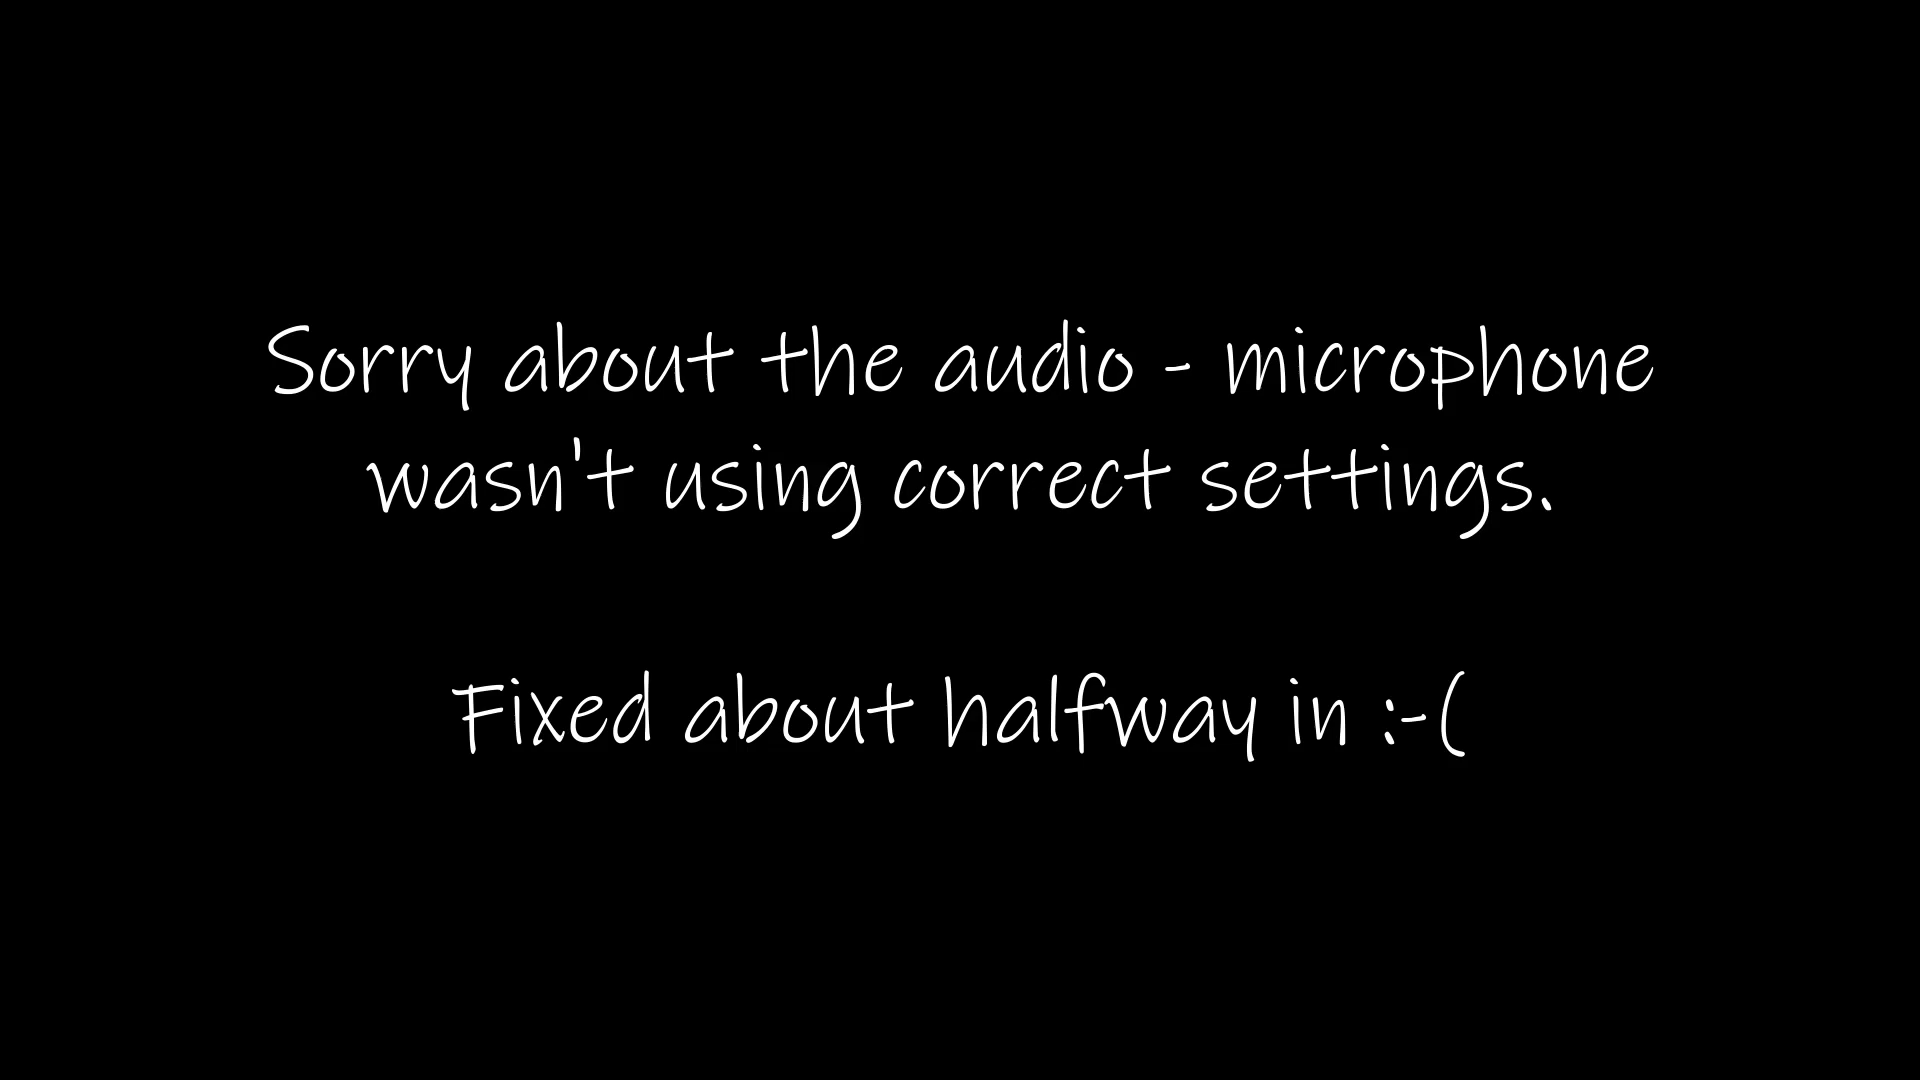 Sorry about the audio - microphone
wasn't using correct settings.
Fixed about halfway in :-(